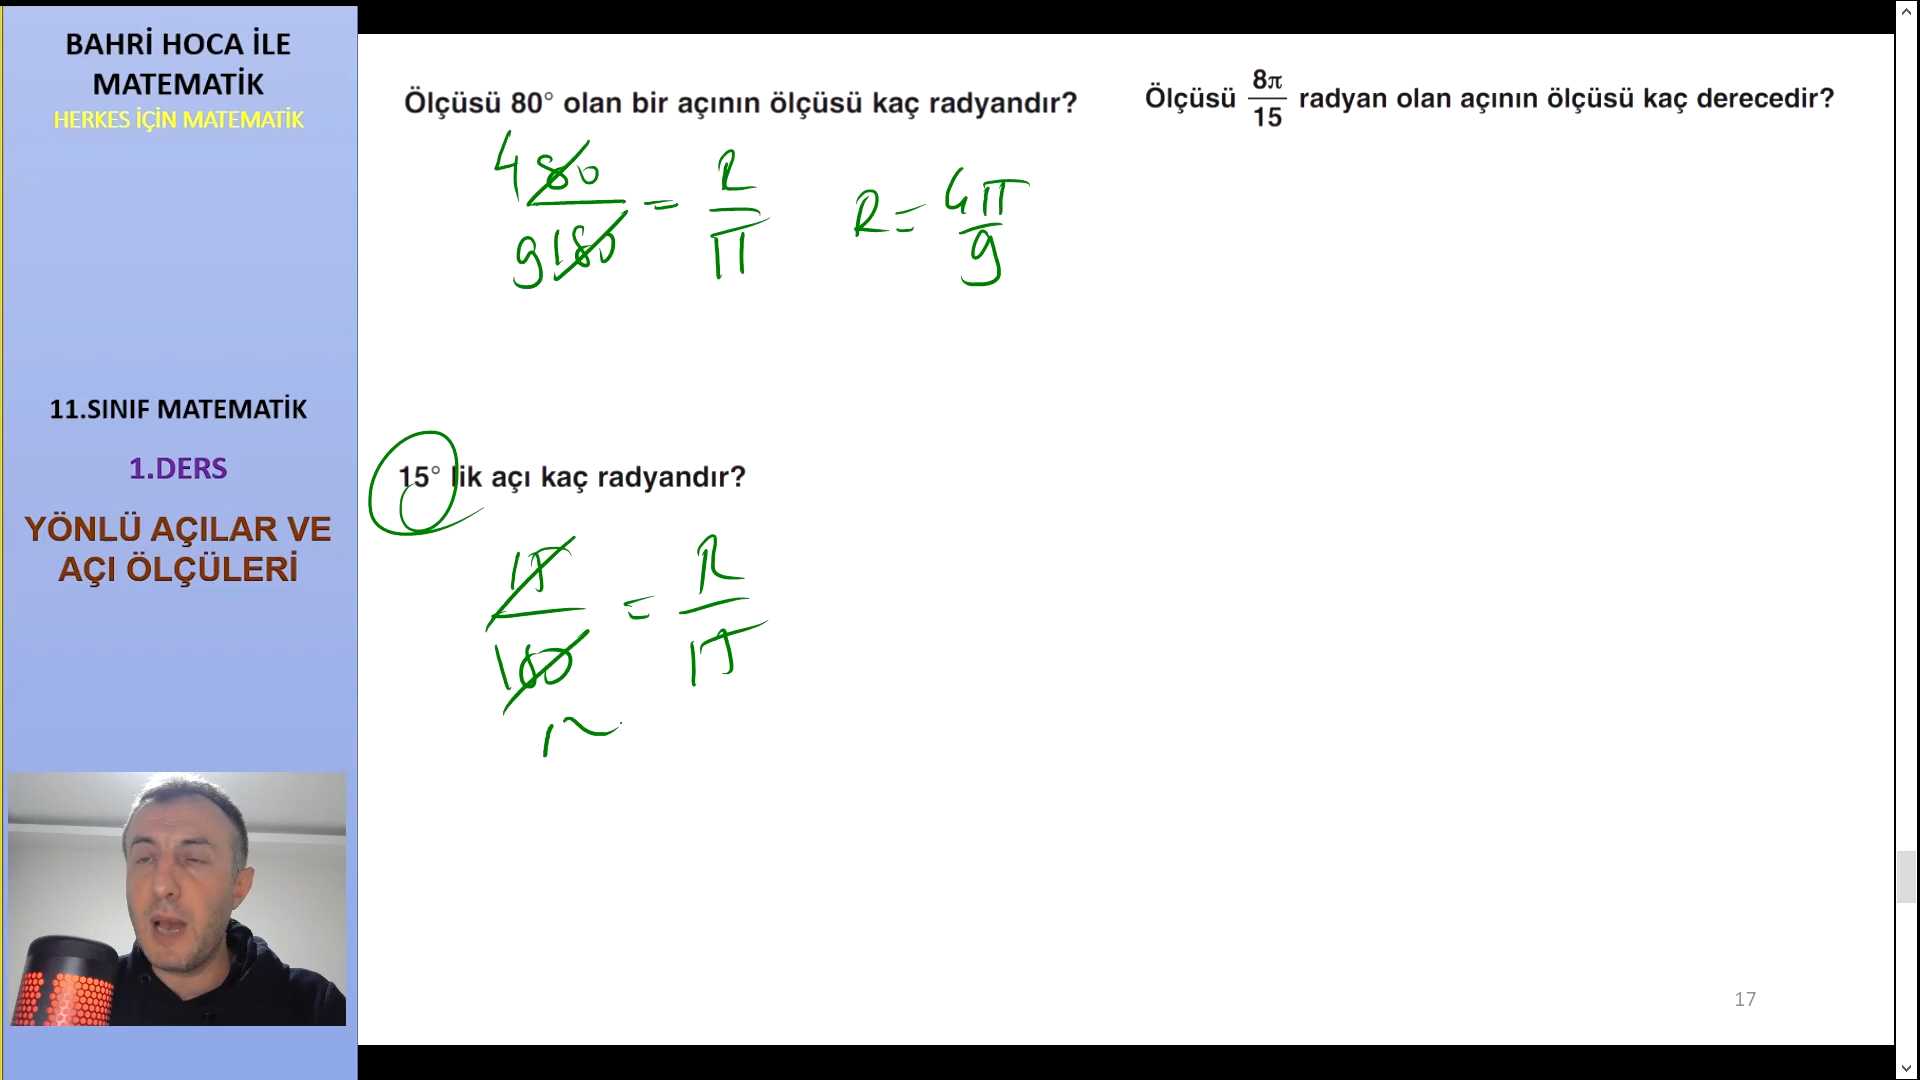 BAHRİ HOCA İLE
MATEMATİK
HERKES İÇİN MATEMATİK
11.SINIF MATEMATİK
1.DERS
YÖNLÜ AÇILAR VE
AÇI ÖLÇÜLERİ
Ölçüsü 80° olan bir açının ölçüsü kaç radyandır?
4 80 / 9 180 = R / π
R = 4π / 9
15° lik açı kaç radyandır?
15 / 180 = R / π
Ölçüsü 8π/15 radyan olan açının ölçüsü kaç derecedir?
17